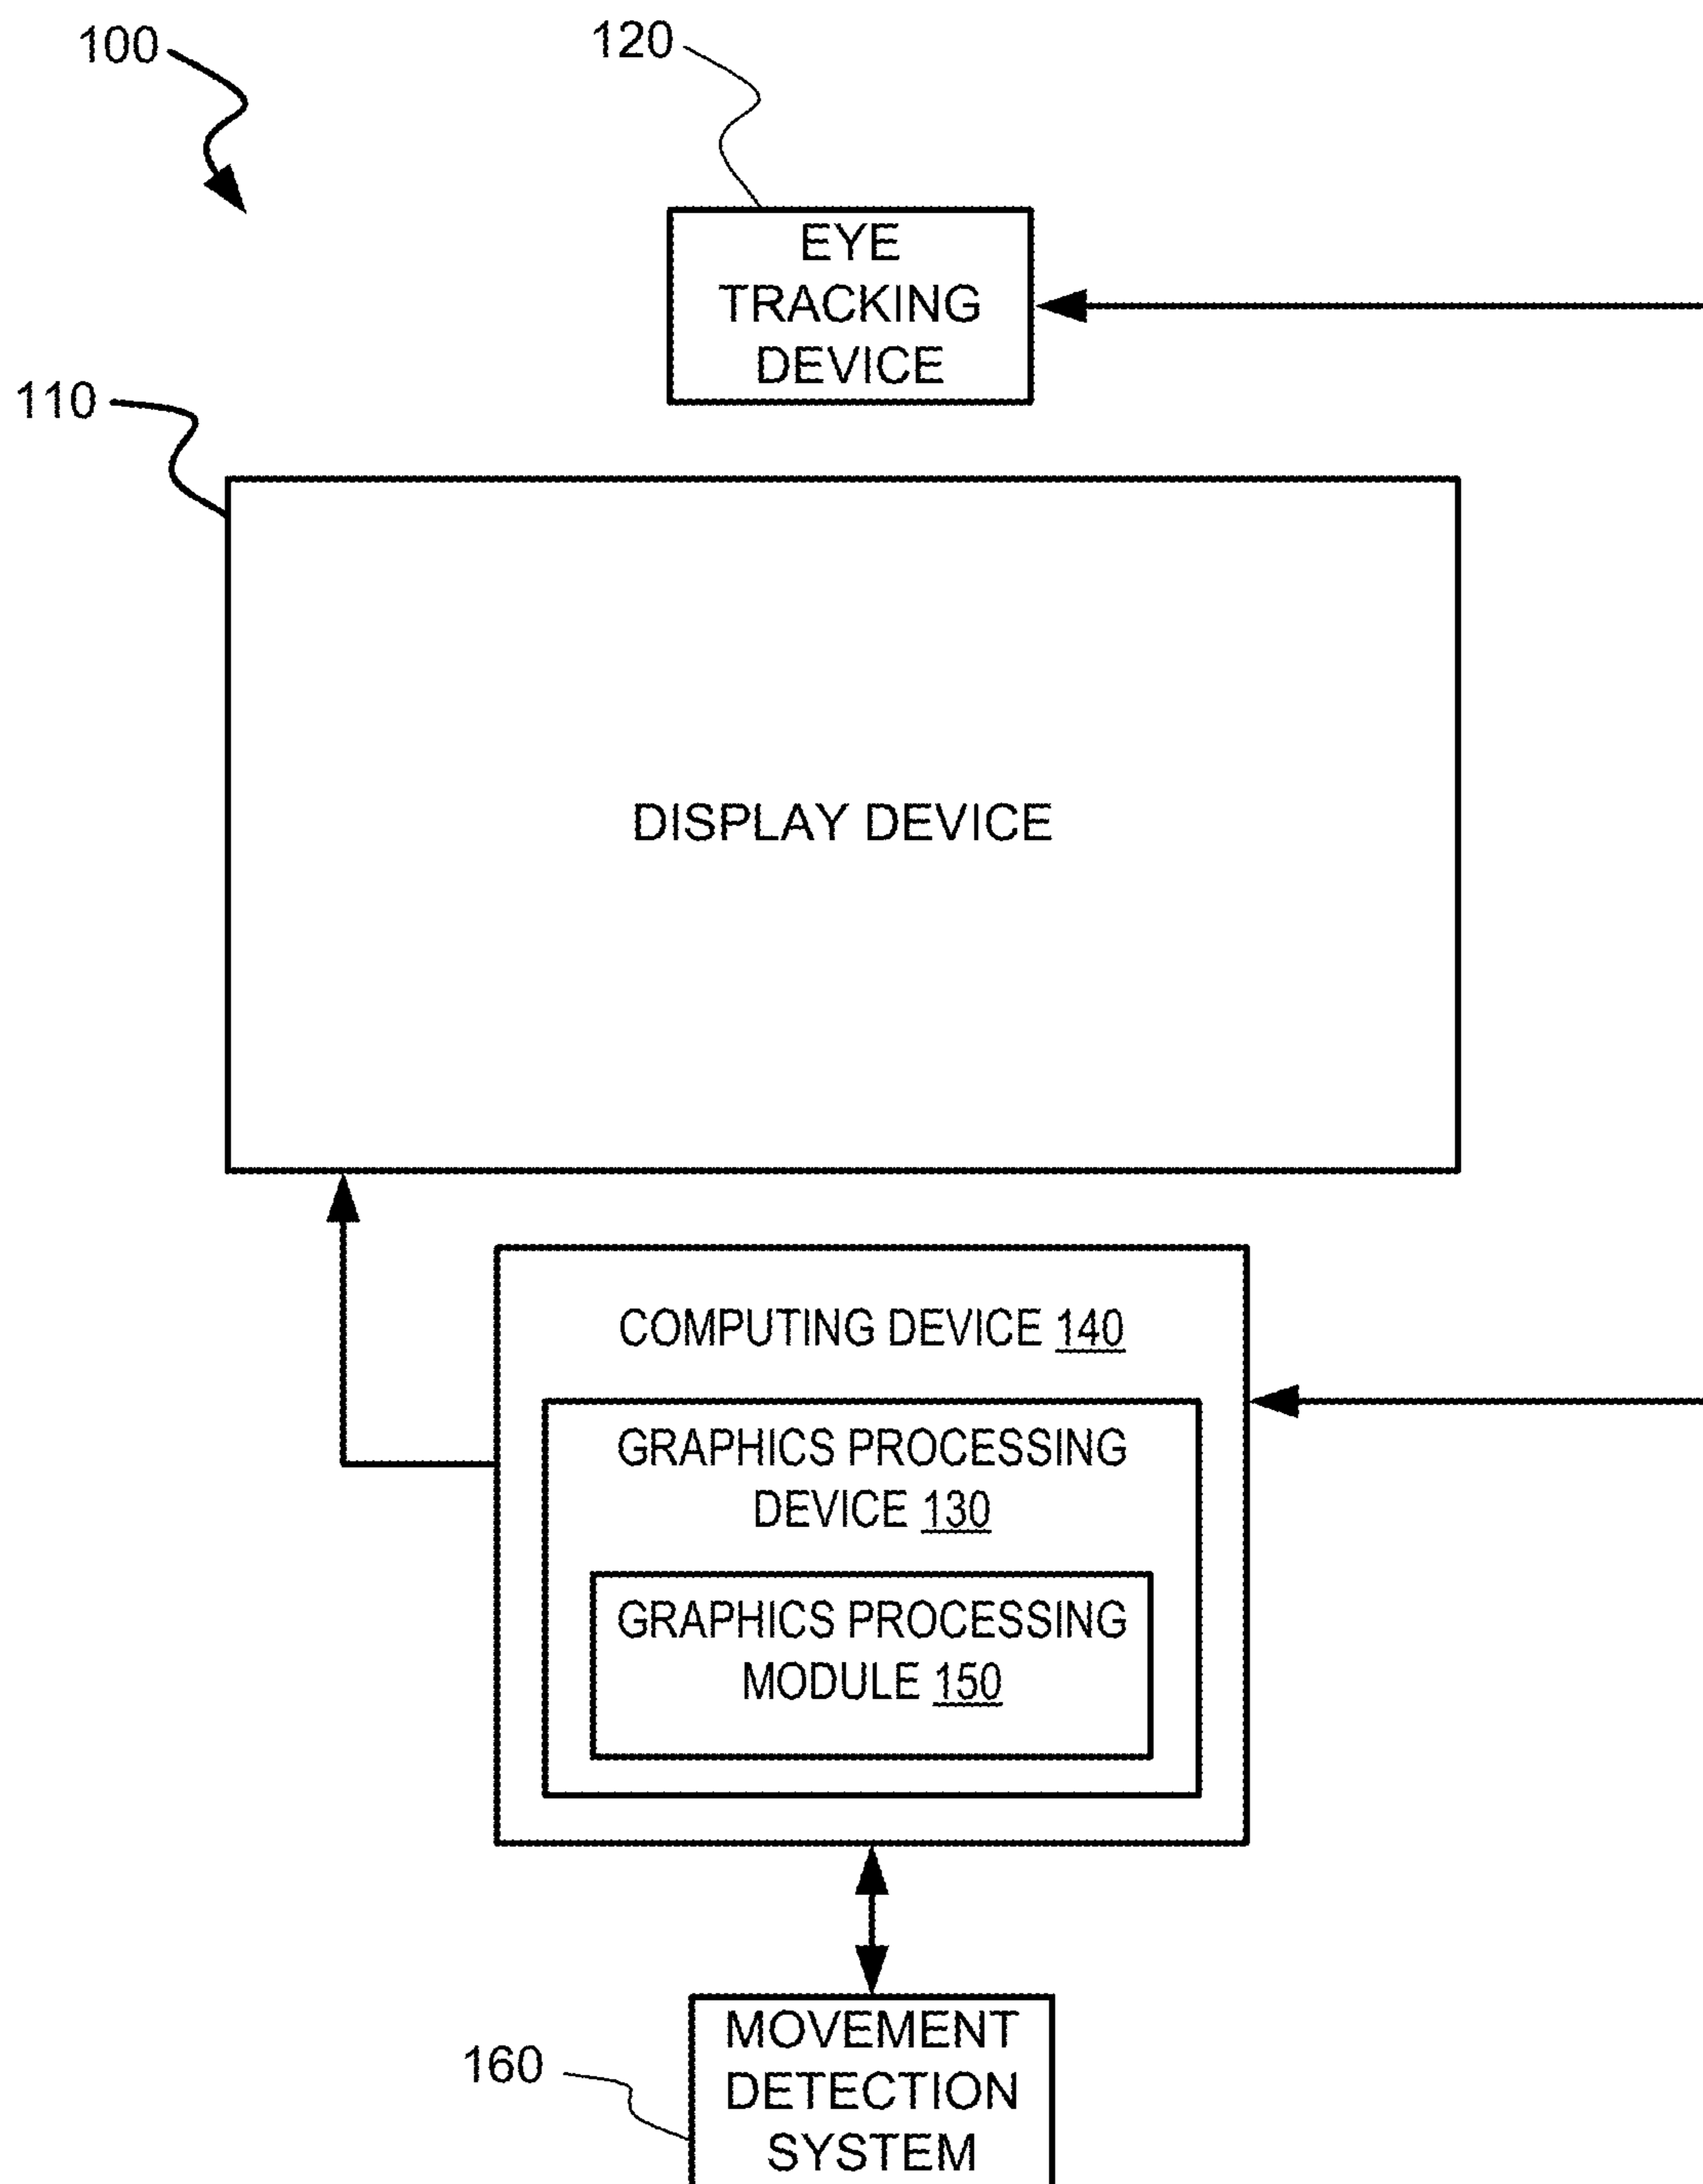 100
120
EYE
TRACKING
DEVICE
110
DISPLAY DEVICE
COMPUTING DEVICE 140
GRAPHICS PROCESSING
DEVICE 130
GRAPHICS PROCESSING
MODULE 150
160
MOVEMENT
DETECTION
SYSTEM